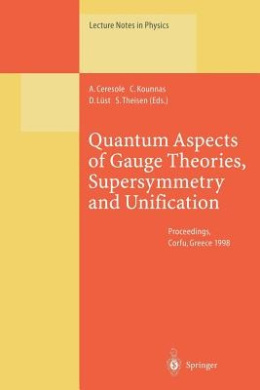 Lecture Notes in Physics
A. Ceresole C. Kounnas
D. Lüst S. Theisen (Eds.)
Quantum Aspects
of Gauge Theories,
Supersymmetry
and Unification
Proceedings,
Corfu, Greece 1998
Springer